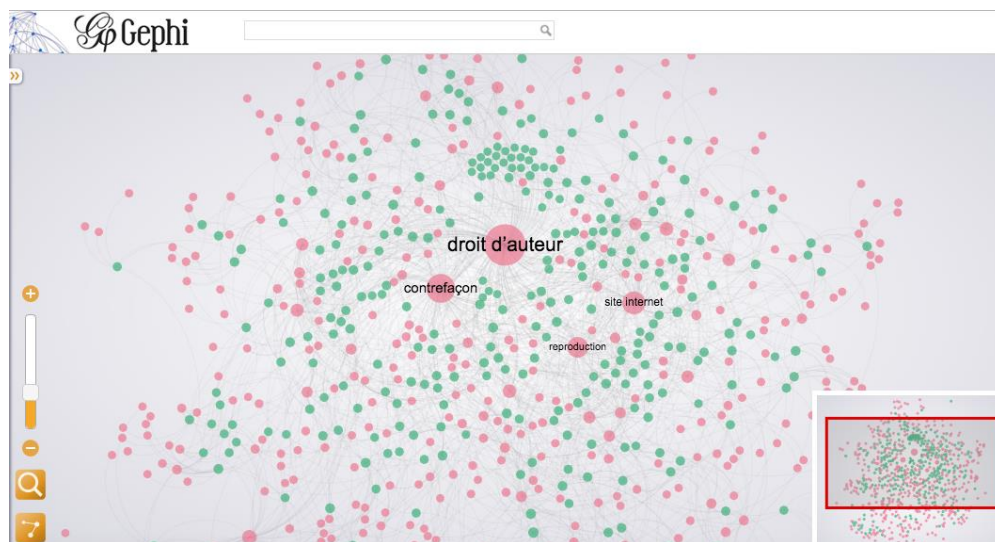 Gephi
droit d'auteur
contrefaçon
site internet
reproduction